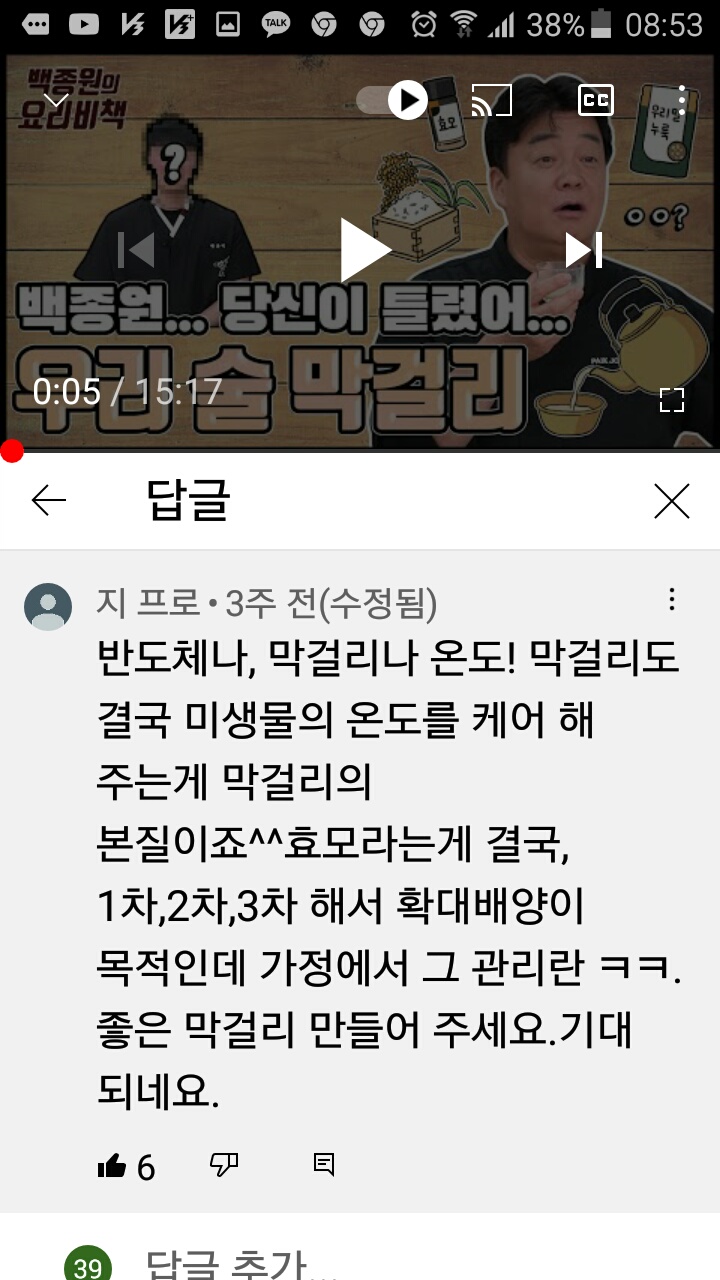 TALK
38%
08:53
백종원의
요리비책
효모
우리밀
누룩
CC
?
ㅇㅇ?
백종원... 당신이 틀렸어...
우리 술 막걸리
0:05 / 15:17
답글
지 프로 • 3주 전(수정됨)
반도체나, 막걸리나 온도! 막걸리도
결국 미생물의 온도를 케어 해
주는게 막걸리의
본질이죠^^효모라는게 결국,
1차,2차,3차 해서 확대배양이
목적인데 가정에서 그 관리란 ㅋㅋ.
좋은 막걸리 만들어 주세요.기대
되네요.
6
39
답글 추가...